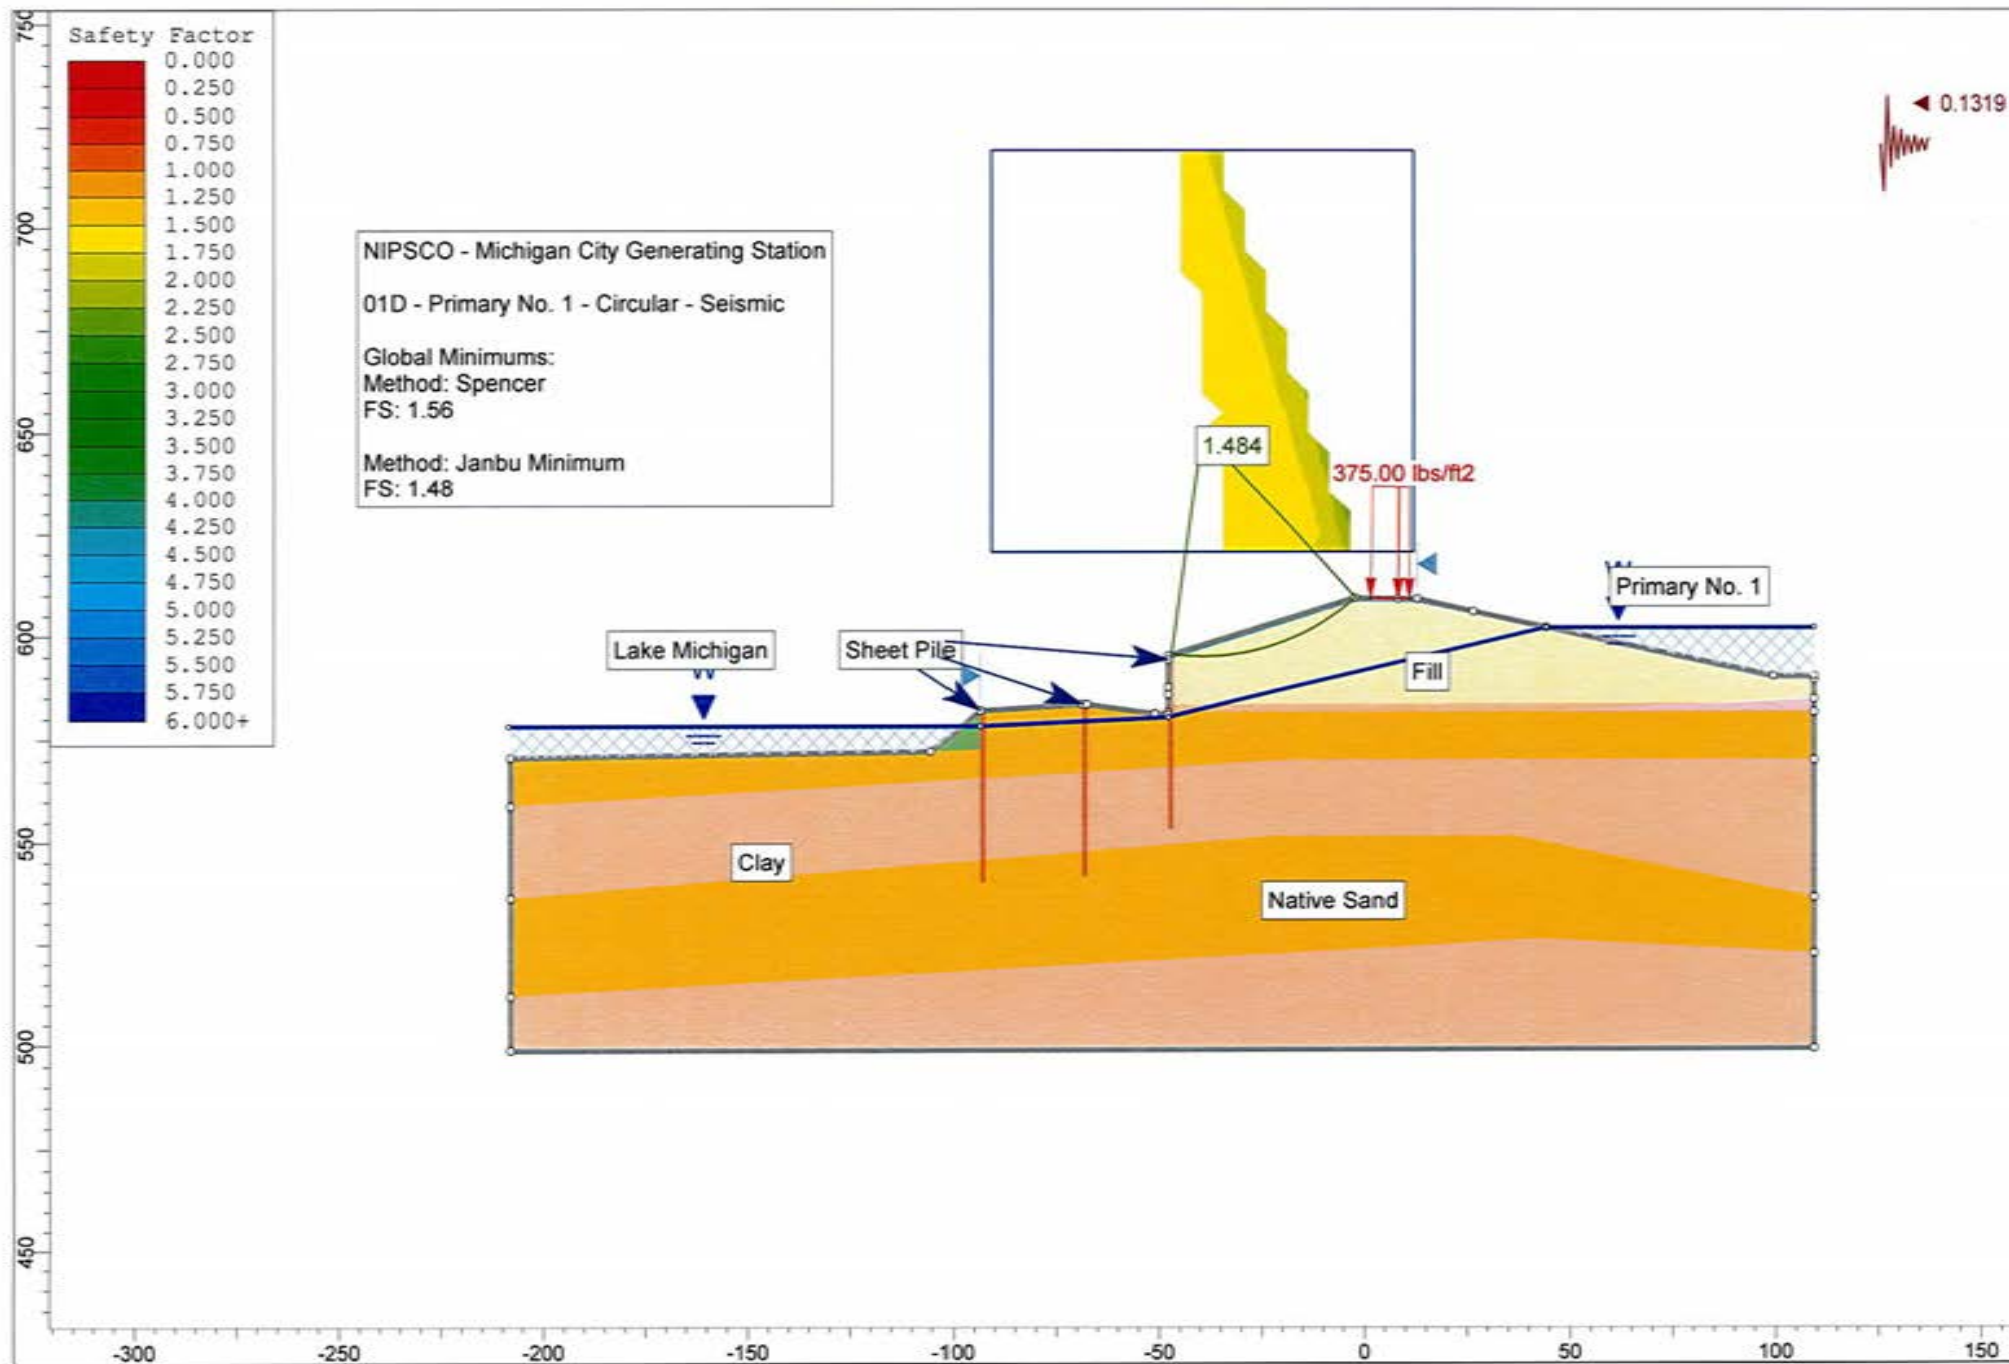 Safety Factor
0.000
0.250
0.500
0.750
1.000
1.250
1.500
1.750
2.000
2.250
2.500
2.750
3.000
3.250
3.500
3.750
4.000
4.250
4.500
4.750
5.000
5.250
5.500
5.750
6.000+
NIPSCO - Michigan City Generating Station
01D - Primary No. 1 - Circular - Seismic
Global Minimums:
Method: Spencer
FS: 1.56
Method: Janbu Minimum
FS: 1.48
0.1319
1.484
375.00 lbs/ft2
W
Primary No. 1
Lake Michigan
W
Sheet Pile
Fill
Clay
Native Sand
750
700
650
600
550
500
450
-300
-250
-200
-150
-100
-50
0
50
100
150